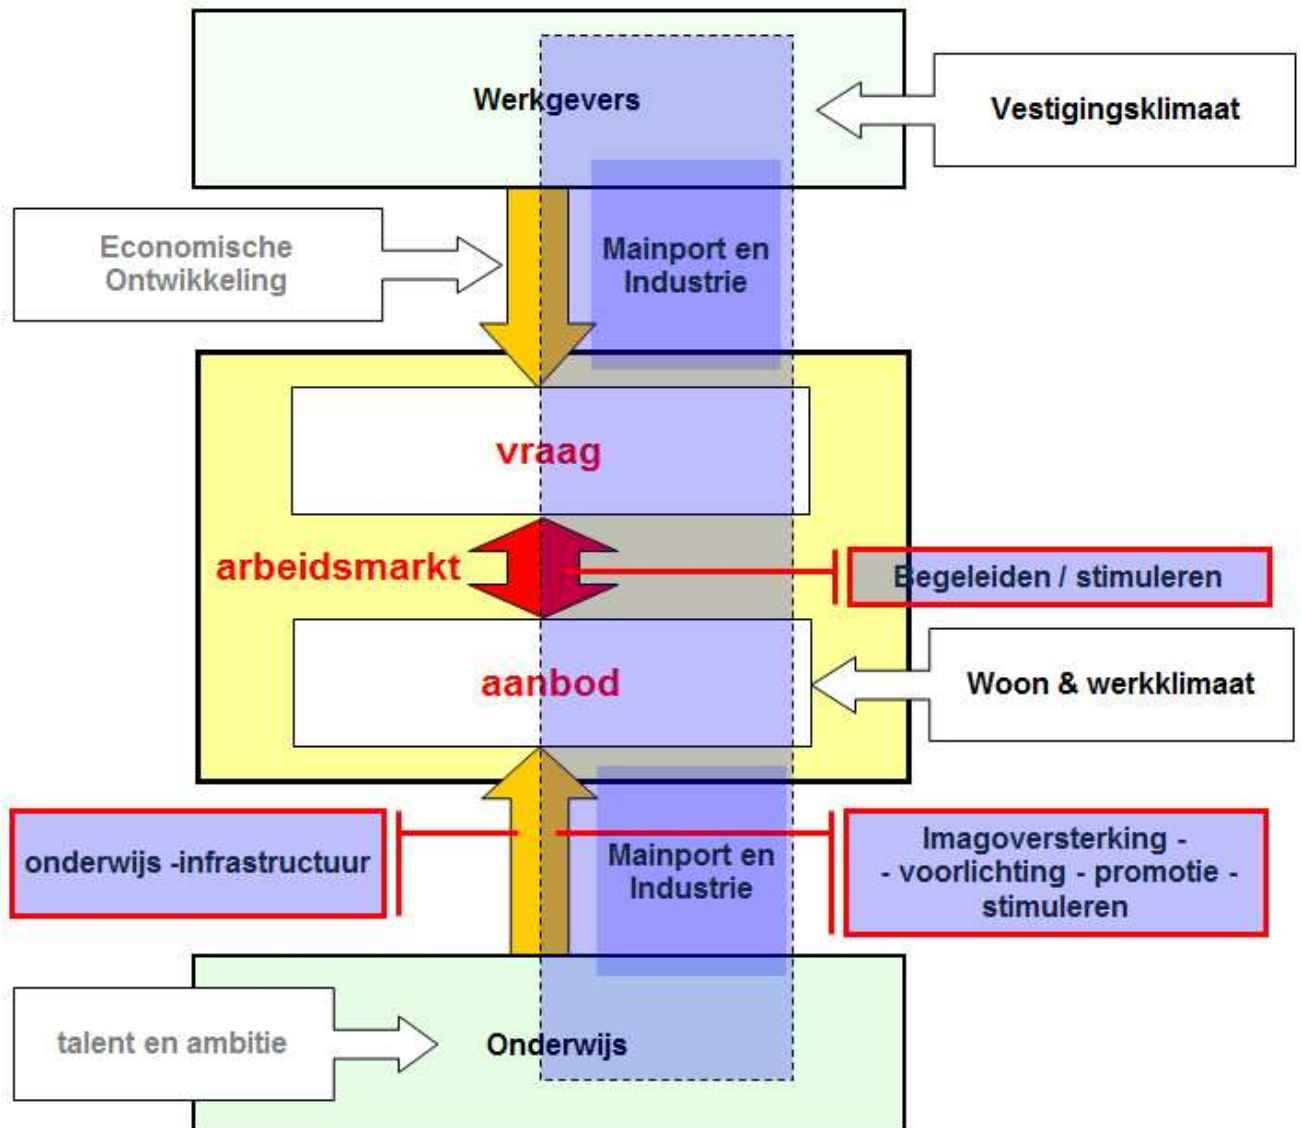 Werkgevers
Vestigingsklimaat
Economische
Ontwikkeling
Mainport en
Industrie
vraag
arbeidsmarkt
Begeleiden / stimuleren
aanbod
Woon & werkklimaat
onderwijs -infrastructuur
Mainport en
Industrie
Imagoversterking -
- voorlichting - promotie -
stimuleren
talent en ambitie
Onderwijs